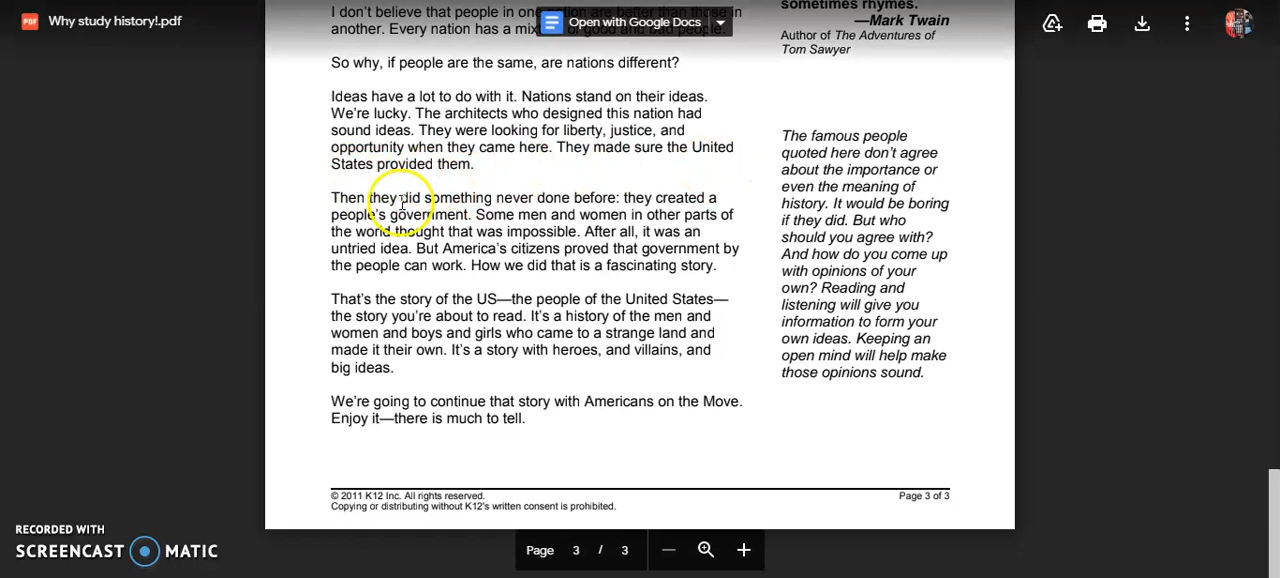 PDF Why study history!.pdf
I don't believe that people in one nation are better than those in
another. Every nation has a mix of good and bad people.
Open with Google Docs
So why, if people are the same, are nations different?
Ideas have a lot to do with it. Nations stand on their ideas.
We're lucky. The architects who designed this nation had
sound ideas. They were looking for liberty, justice, and
opportunity when they came here. They made sure the United
States provided them.
Then they did something never done before: they created a
people's government. Some men and women in other parts of
the world thought that was impossible. After all, it was an
untried idea. But America's citizens proved that government by
the people can work. How we did that is a fascinating story.
That's the story of the US—the people of the United States—
the story you're about to read. It's a history of the men and
women and boys and girls who came to a strange land and
made it their own. It's a story with heroes, and villains, and
big ideas.
We're going to continue that story with Americans on the Move.
Enjoy it—there is much to tell.
sometimes rhymes.
—Mark Twain
Author of The Adventures of
Tom Sawyer
The famous people
quoted here don't agree
about the importance or
even the meaning of
history. It would be boring
if they did. But who
should you agree with?
And how do you come up
with opinions of your
own? Reading and
listening will give you
information to form your
own ideas. Keeping an
open mind will help make
those opinions sound.
© 2011 K12 Inc. All rights reserved.
Copying or distributing without K12's written consent is prohibited.
Page 3 of 3
RECORDED WITH
SCREENCAST MATIC
Page 3 / 3